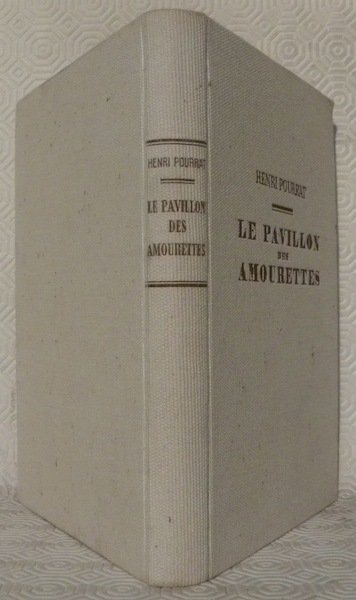 HENRI POURRAT
LE PAVILLON
DES
AMOURETTES
HENRI POURRAT
LE PAVILLON
DES
AMOURETTES